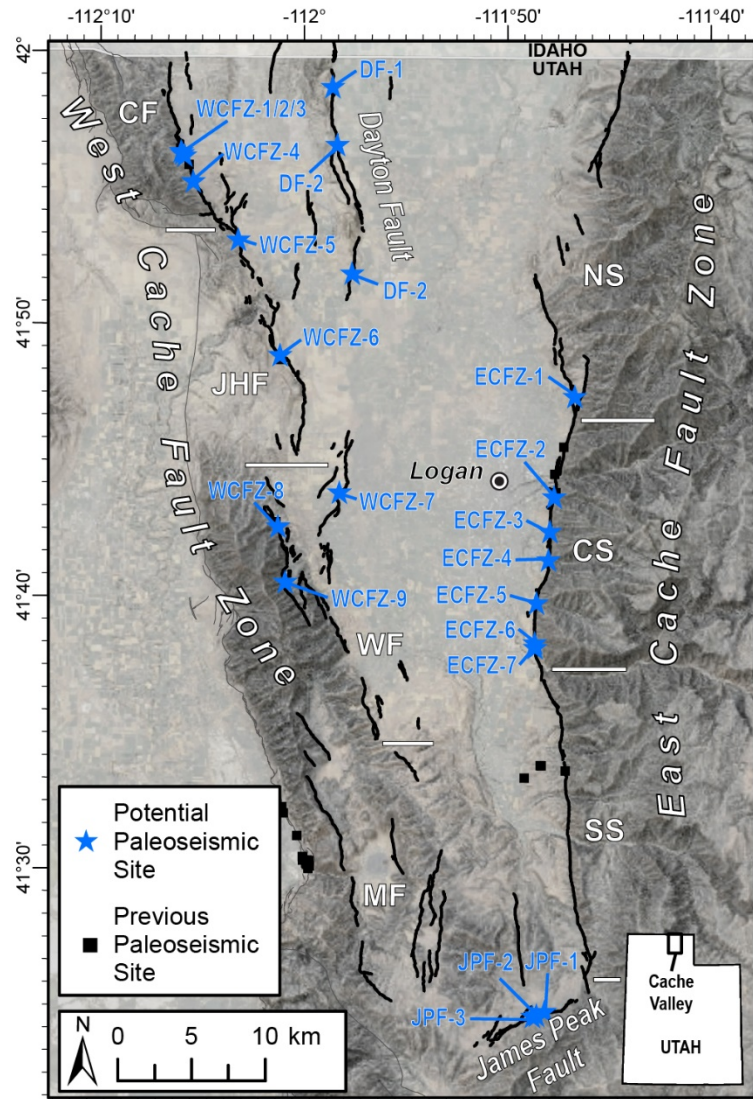 -112°10'
-112°
-111°50'
-111°40'
42°
IDAHO
UTAH
DF-1
CF
WCFZ-1/2/3
WCFZ-4
DF-2
Dayton Fault
WCFZ-5
DF-2
NS
41°50'
WCFZ-6
JHF
ECFZ-1
ECFZ-2
Logan
WCFZ-8
WCFZ-7
ECFZ-3
CS
ECFZ-4
41°40'
WCFZ-9
ECFZ-5
ECFZ-6
WF
ECFZ-7
West Cache Fault Zone
East Cache Fault Zone
SS
41°30'
MF
Potential
Paleoseismic
Site
Previous
Paleoseismic
Site
JPF-2
JPF-1
JPF-3
James Peak
Fault
Cache
Valley
UTAH
N
0
5
10 km